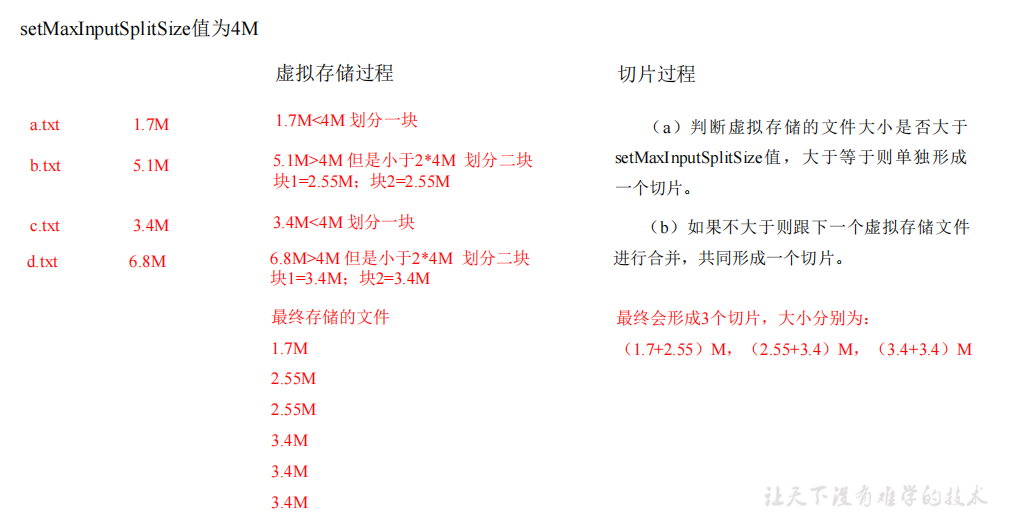 setMaxInputSplitSize值为4M
虚拟存储过程
切片过程
a.txt 1.7M 1.7M<4M 划分一块
b.txt 5.1M 5.1M>4M 但是小于2*4M 划分二块
块1=2.55M；块2=2.55M
c.txt 3.4M 3.4M<4M 划分一块
d.txt 6.8M 6.8M>4M 但是小于2*4M 划分二块
块1=3.4M；块2=3.4M
最终存储的文件
1.7M
2.55M
2.55M
3.4M
3.4M
3.4M
（a）判断虚拟存储的文件大小是否大于
setMaxInputSplitSize值，大于等于则单独形成
一个切片。
（b）如果不大于则跟下一个虚拟存储文件
进行合并，共同形成一个切片。
最终会形成3个切片，大小分别为：
（1.7+2.55）M，（2.55+3.4）M，（3.4+3.4）M
让天下没有难学的技术